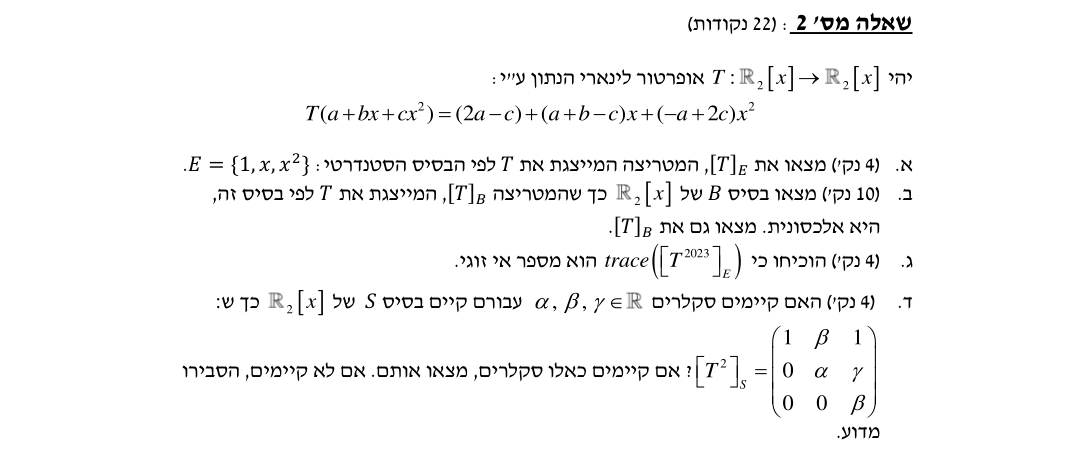 שאלה מס' 2 : (22 נקודות)
יהי T : ℝ₂[x] → ℝ₂[x] אופרטור לינארי הנתון ע"י:
T(a+bx+cx²) = (2a−c)+(a+b−c)x+(−a+2c)x²
א. (4 נק') מצאו את [T]_E, המטריצה המייצגת את T לפי הבסיס הסטנדרטי: E = {1, x, x²}.
ב. (10 נק') מצאו בסיס B של ℝ₂[x] כך שהמטריצה [T]_B, המייצגת את T לפי בסיס זה,
היא אלכסונית. מצאו גם את [T]_B.
ג. (4 נק') הוכיחו כי trace([T²⁰²³]_E) הוא מספר אי זוגי.
ד. (4 נק') האם קיימים סקלרים α, β, γ ∈ ℝ עבורם קיים בסיס S של ℝ₂[x] כך ש:
[T²]_S = (1 β 1
0 α γ
0 0 β) ? אם קיימים כאלו סקלרים, מצאו אותם. אם לא קיימים, הסבירו
מדוע.